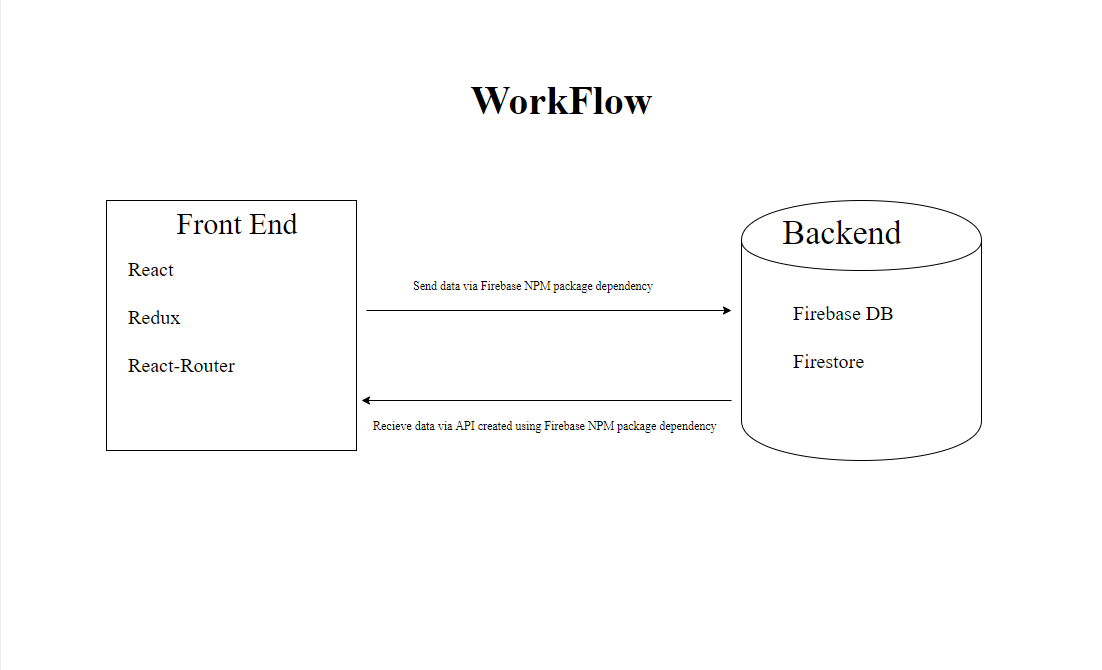 WorkFlow
Front End
React
Redux
React-Router
Send data via Firebase NPM package dependency
Recieve data via API created using Firebase NPM package dependency
Backend
Firebase DB
Firestore